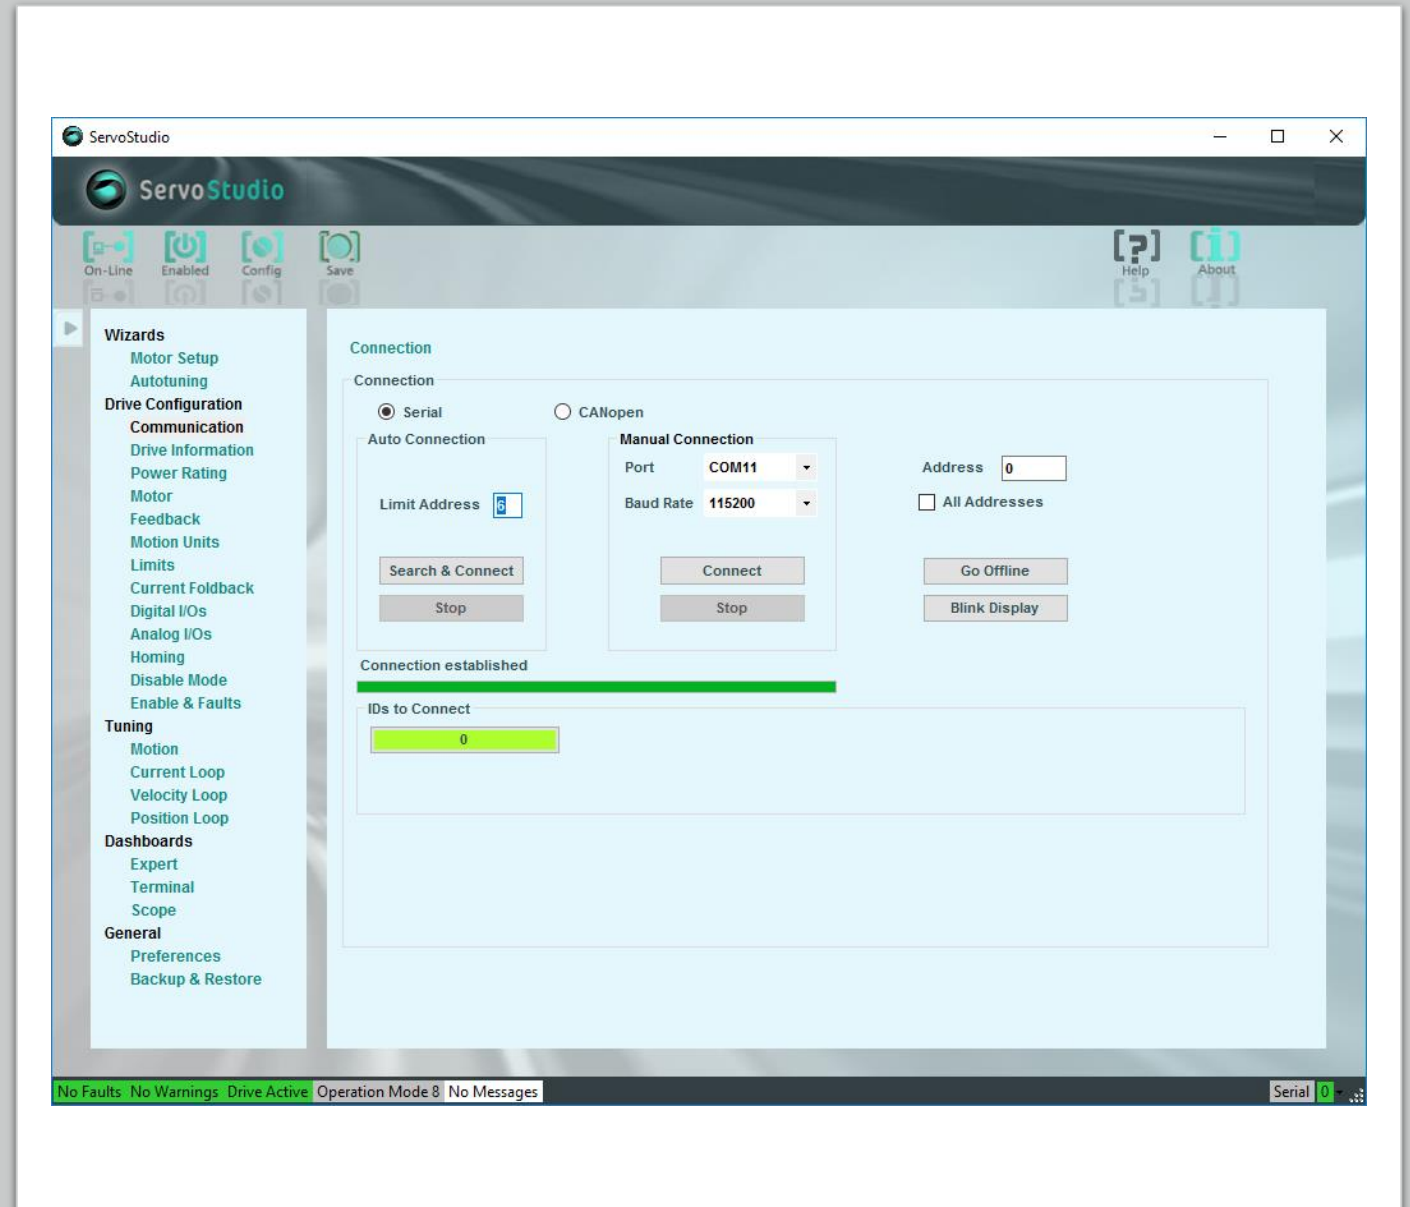 ServoStudio
ServoStudio
On-Line Enabled Config Save Help About
Wizards
Motor Setup
Autotuning
Drive Configuration
Communication
Drive Information
Power Rating
Motor
Feedback
Motion Units
Limits
Current Foldback
Digital I/Os
Analog I/Os
Homing
Disable Mode
Enable & Faults
Tuning
Motion
Current Loop
Velocity Loop
Position Loop
Dashboards
Expert
Terminal
Scope
General
Preferences
Backup & Restore
Connection
Connection
Serial CANopen
Auto Connection
Limit Address 6
Search & Connect
Stop
Manual Connection
Port COM11
Baud Rate 115200
Connect
Stop
Address 0
All Addresses
Go Offline
Blink Display
Connection established
IDs to Connect
0
No Faults No Warnings Drive Active Operation Mode 8 No Messages Serial 0